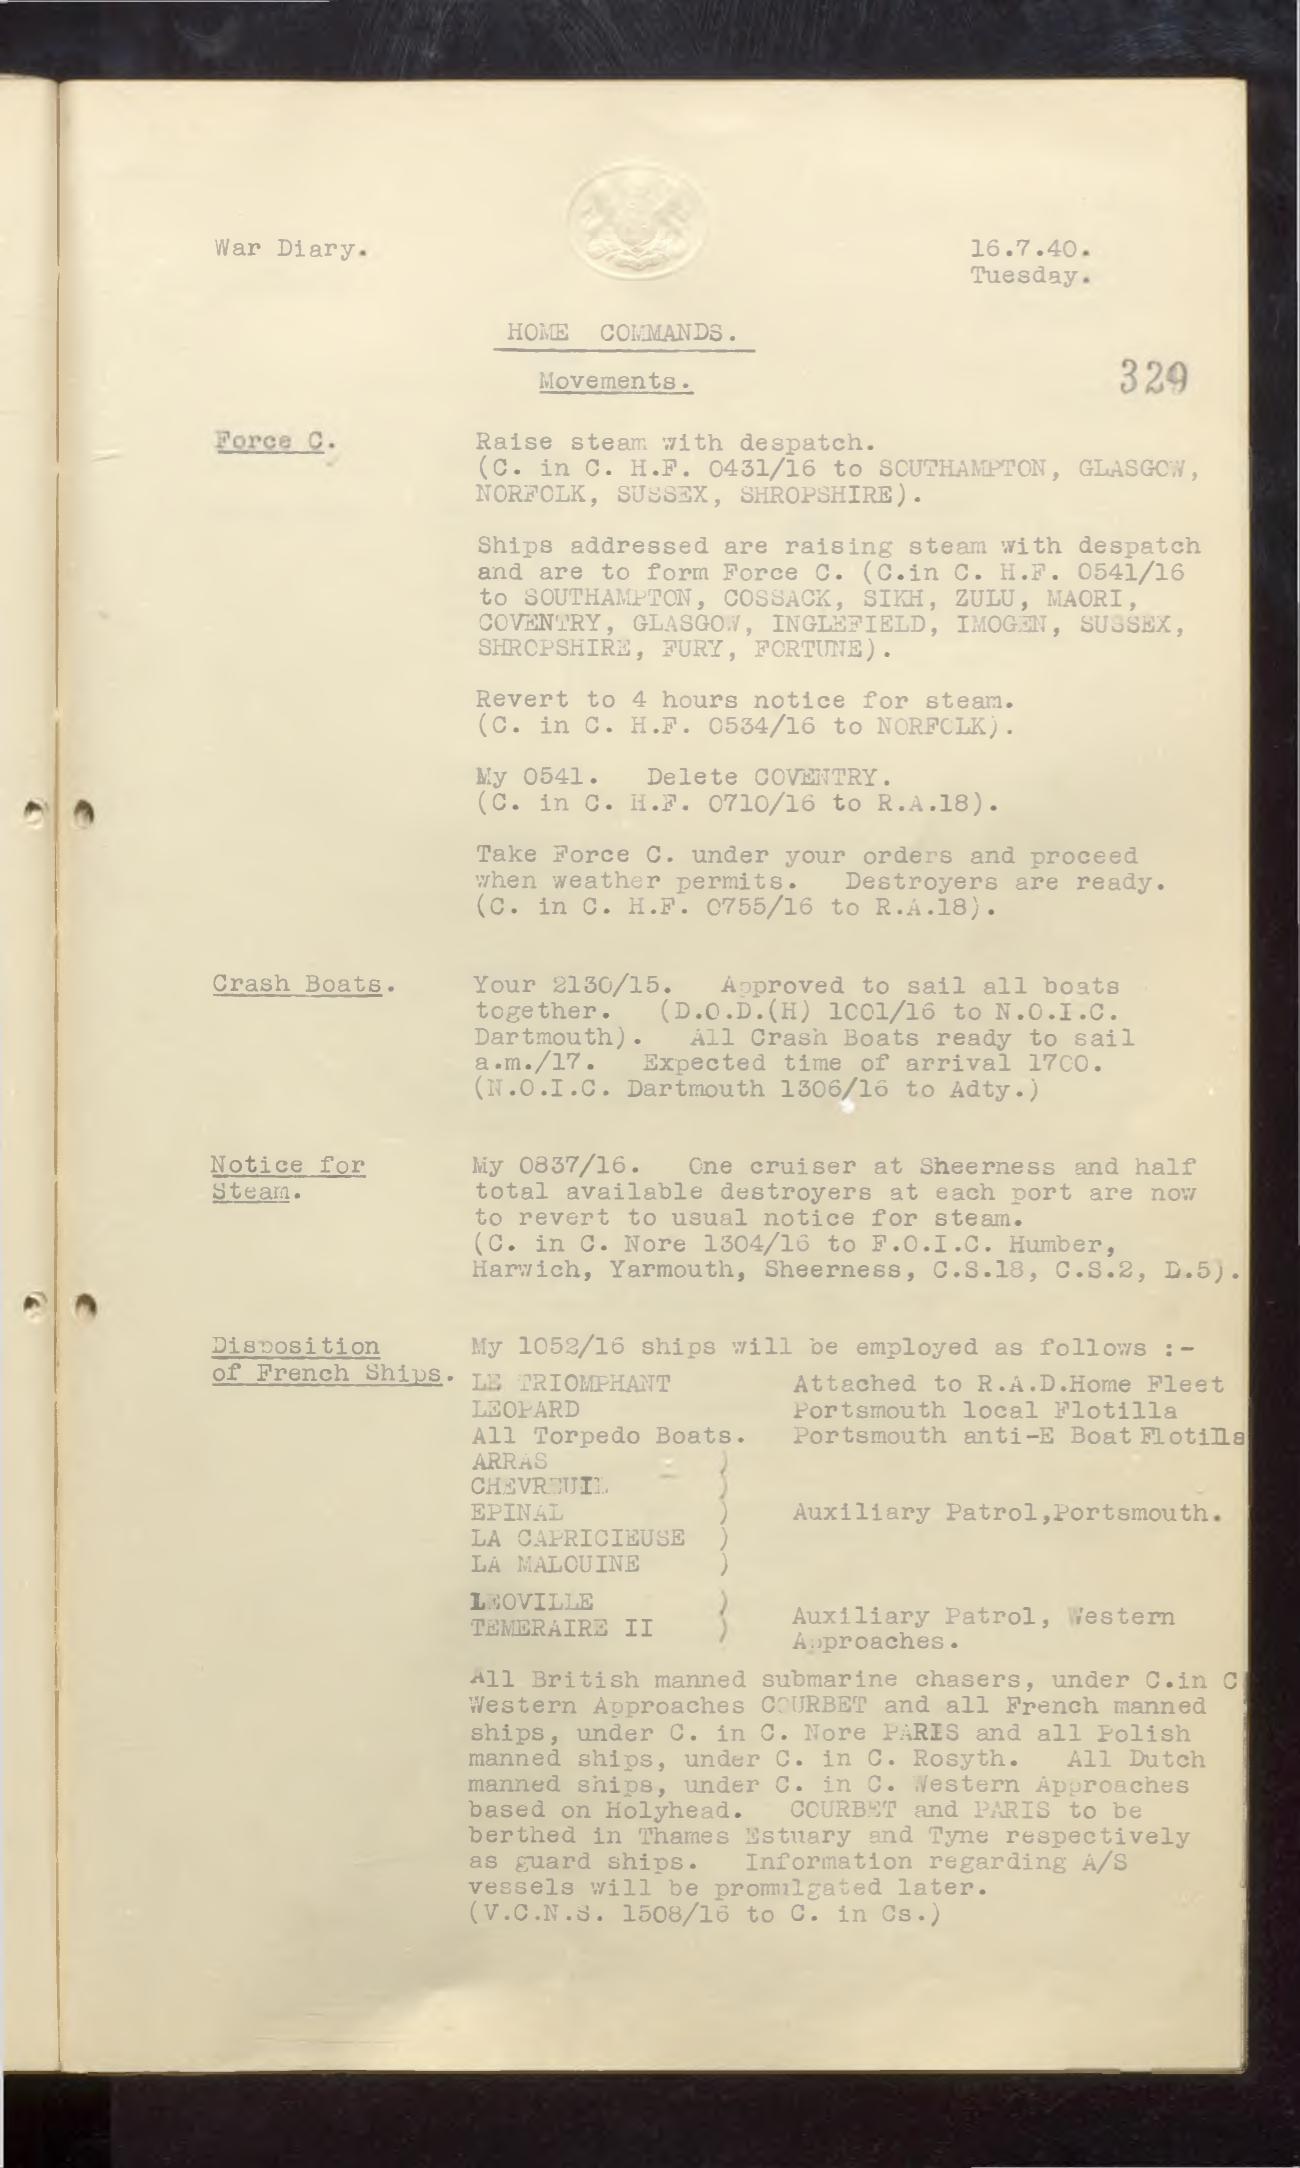 War Diary.
16.7.40.
Tuesday.
HOME COMMANDS.
Movements.
329
Force C.
Raise steam with despatch.
(C. in C. H.F. 0431/16 to SOUTHAMPTON, GLASGOW,
NORFOLK, SUSSEX, SHROPSHIRE).
Ships addressed are raising steam with despatch
and are to form Force C. (C.in C. H.F. 0541/16
to SOUTHAMPTON, COSSACK, SIKH, ZULU, MAORI,
COVENTRY, GLASGOW, INGLEFIELD, IMOGEN, SUSSEX,
SHROPSHIRE, FURY, FORTUNE).
Revert to 4 hours notice for steam.
(C. in C. H.F. 0534/16 to NORFOLK).
My 0541. Delete COVENTRY.
(C. in C. H.F. 0710/16 to R.A.18).
Take Force C. under your orders and proceed
when weather permits. Destroyers are ready.
(C. in C. H.F. 0755/16 to R.A.18).
Crash Boats.
Your 2130/15. Approved to sail all boats
together. (D.O.D.(H) 1001/16 to N.O.I.C.
Dartmouth). All Crash Boats ready to sail
a.m./17. Expected time of arrival 1700.
(N.O.I.C. Dartmouth 1306/16 to Adty.)
Notice for
Steam.
My 0837/16. One cruiser at Sheerness and half
total available destroyers at each port are now
to revert to usual notice for steam.
(C. in C. Nore 1304/16 to F.O.I.C. Humber,
Harwich, Yarmouth, Sheerness, C.S.18, C.S.2, D.5).
Disposition
of French Ships.
My 1052/16 ships will be employed as follows :-
LE TRIOMPHANT Attached to R.A.D.Home Fleet
LEOPARD Portsmouth local Flotilla
All Torpedo Boats. Portsmouth anti-E Boat Flotilla
ARRAS )
CHEVREUIL )
EPINAL ) Auxiliary Patrol,Portsmouth.
LA CAPRICIEUSE )
LA MALOUINE )
LEOVILLE )
TEMERAIRE II ) Auxiliary Patrol, Western
Approaches.
All British manned submarine chasers, under C.in C
Western Approaches COURBET and all French manned
ships, under C. in C. Nore PARIS and all Polish
manned ships, under C. in C. Rosyth. All Dutch
manned ships, under C. in C. Western Approaches
based on Holyhead. COURBET and PARIS to be
berthed in Thames Estuary and Tyne respectively
as guard ships. Information regarding A/S
vessels will be promulgated later.
(V.C.N.S. 1508/16 to C. in Cs.)